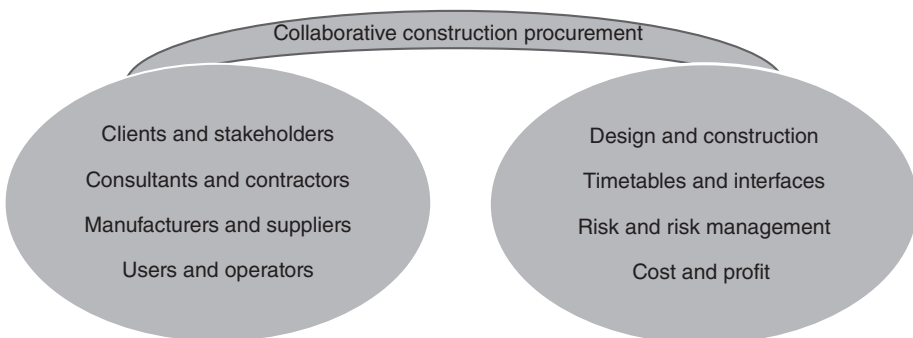 Collaborative construction procurement
Clients and stakeholders
Consultants and contractors
Manufacturers and suppliers
Users and operators
Design and construction
Timetables and interfaces
Risk and risk management
Cost and profit